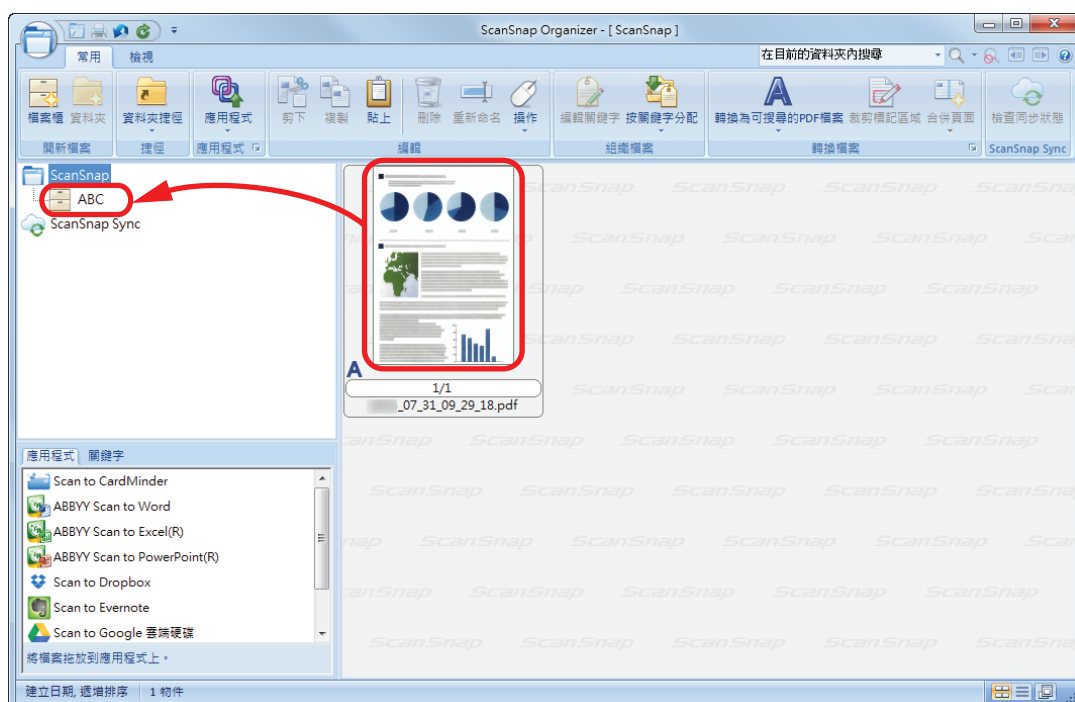 ScanSnap Organizer - [ ScanSnap ]
常用 檢視
在目前的資料夾內搜尋
檔案櫃 資料夾 資料夾捷徑 應用程式 剪下 複製 貼上 刪除 重新命名 操作 編輯關鍵字 按關鍵字分配 轉換為可搜尋的PDF檔案 裁剪標記區域 合併頁面 檢查同步狀態
開新檔案 捷徑 應用程式 編輯 組織檔案 轉換檔案 ScanSnap Sync
ScanSnap
ABC
ScanSnap Sync
A
1/1
_07_31_09_29_18.pdf
應用程式 關鍵字
Scan to CardMinder
ABBYY Scan to Word
ABBYY Scan to Excel(R)
ABBYY Scan to PowerPoint(R)
Scan to Dropbox
Scan to Evernote
Scan to Google 雲端硬碟
將檔案拖放到應用程式上。
建立日期, 遞增排序 1 物件